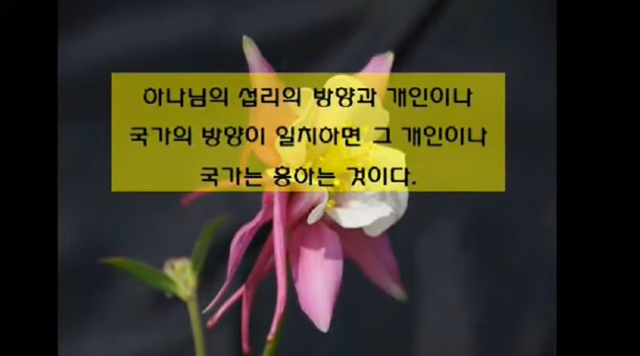 하나님의 섭리의 방향과 개인이나
국가의 방향이 일치하면 그 개인이나
국가는 흥하는 것이다.